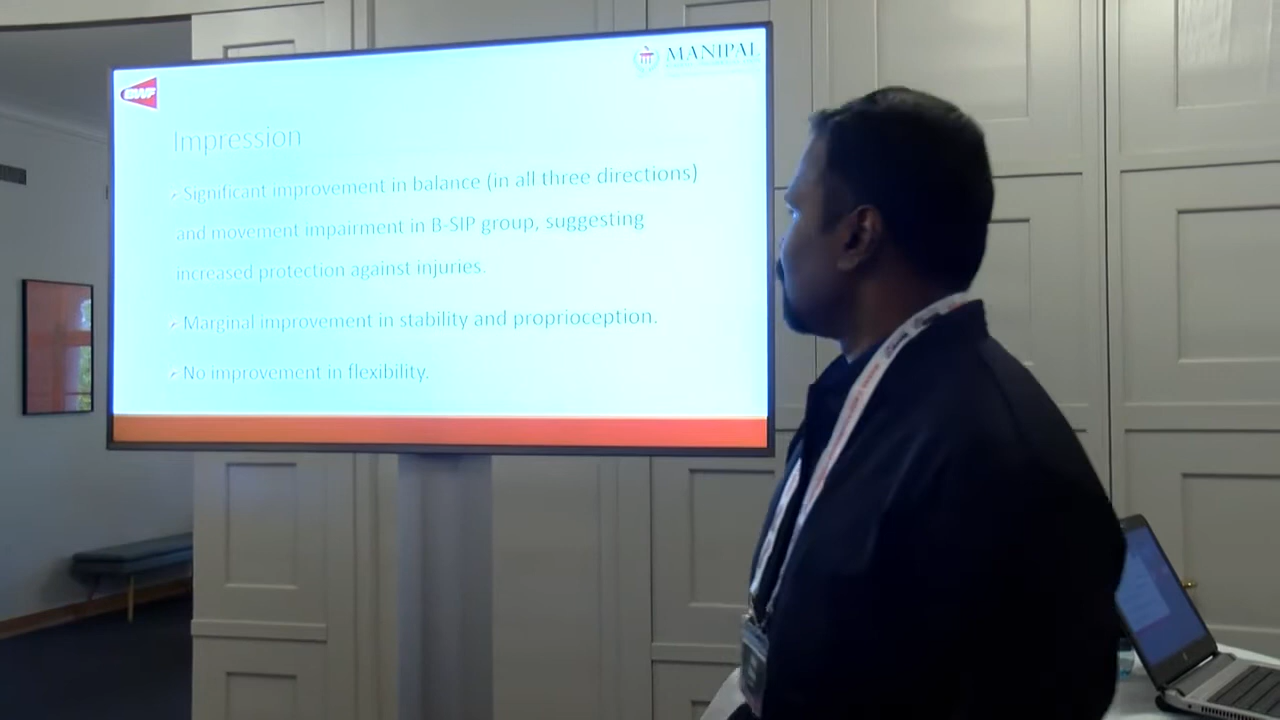 BWF
MANIPAL
Impression
Significant improvement in balance (in all three directions)
and movement impairment in B-SIP group, suggesting
increased protection against injuries.
Marginal improvement in stability and proprioception.
No improvement in flexibility.